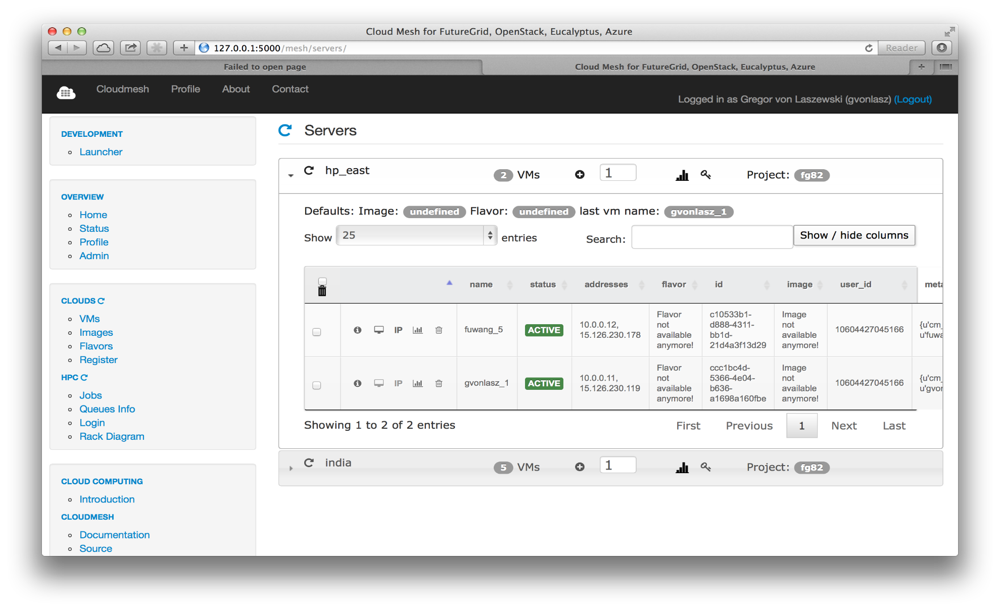 Cloud Mesh for FutureGrid, OpenStack, Eucalyptus, Azure
127.0.0.1:5000/mesh/servers/
Reader
Failed to open page
Cloud Mesh for FutureGrid, OpenStack, Eucalyptus, Azure
Cloudmesh Profile About Contact
Logged in as Gregor von Laszewski (gvonlasz) (Logout)
DEVELOPMENT
Launcher
OVERVIEW
Home
Status
Profile
Admin
CLOUDS
VMs
Images
Flavors
Register
HPC
Jobs
Queues Info
Login
Rack Diagram
CLOUD COMPUTING
Introduction
CLOUDMESH
Documentation
Source
Servers
hp_east 2 VMs 1 Project: fg82
Defaults: Image: undefined Flavor: undefined last vm name: gvonlasz_1
Show 25 entries Search: Show / hide columns
name status addresses flavor id image user_id meta
IP fuwang_5 ACTIVE
10.0.0.12,
15.126.230.178
Flavor
not
available
anymore!
c10533b1-
d888-4311-
bb1d-
21d4a3f13d29
Image
not
available
anymore!
10604427045166
{u'cm_
u'fuwa
IP gvonlasz_1 ACTIVE
10.0.0.11,
15.126.230.119
Flavor
not
available
anymore!
ccc1bc4d-
5366-4e04-
b636-
a1698a160fbe
Image
not
available
anymore!
10604427045166
{u'cm_
u'gvor
Showing 1 to 2 of 2 entries
First Previous 1 Next Last
india 5 VMs 1 Project: fg82